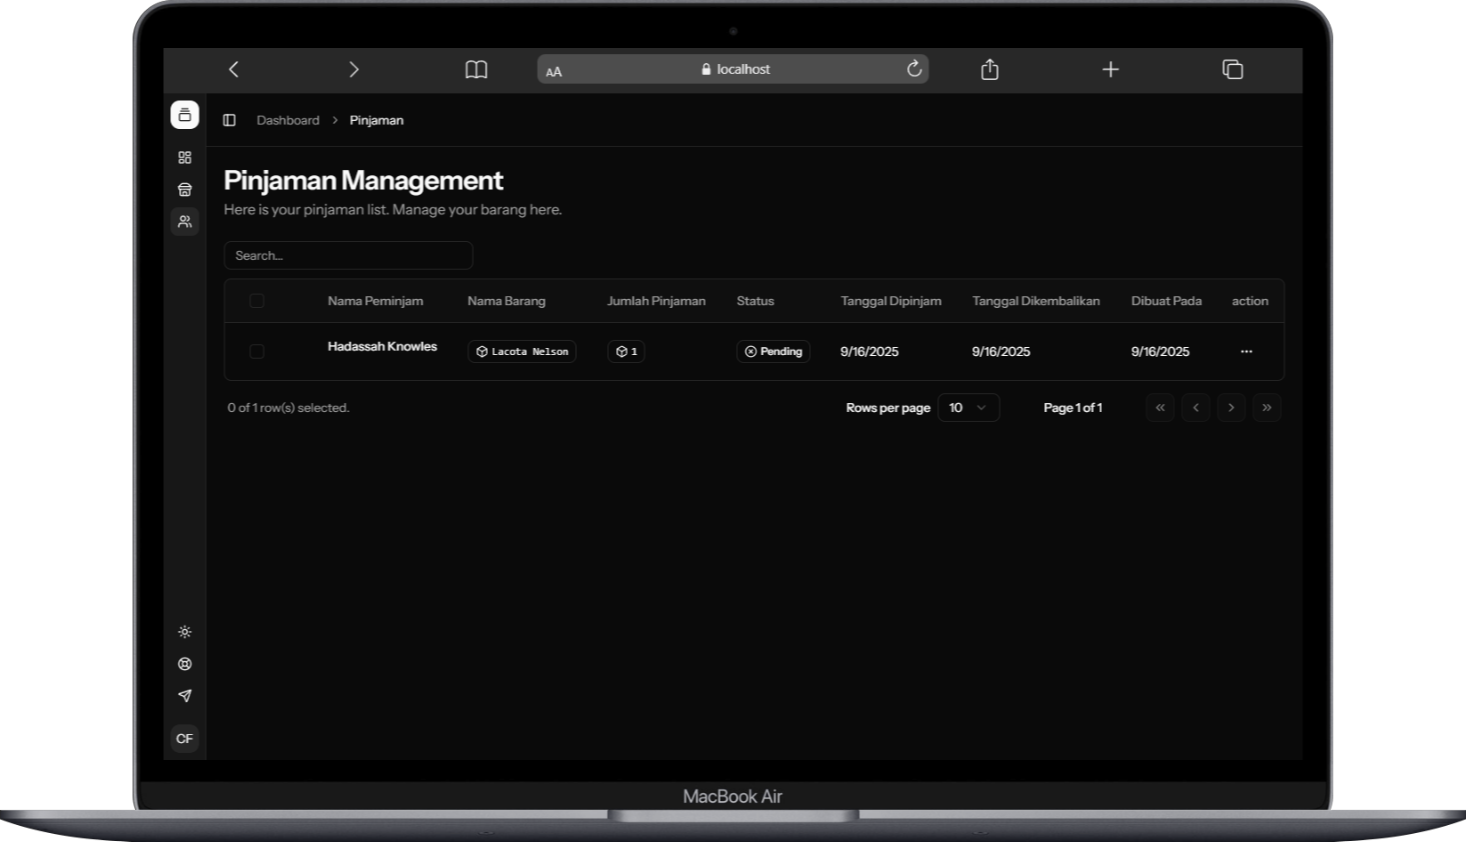 AA localhost
Dashboard > Pinjaman
Pinjaman Management
Here is your pinjaman list. Manage your barang here.
Search...
Nama Peminjam Nama Barang Jumlah Pinjaman Status Tanggal Dipinjam Tanggal Dikembalikan Dibuat Pada action
Hadassah Knowles Lacota Nelson 1 Pending 9/16/2025 9/16/2025 9/16/2025 ...
0 of 1 row(s) selected. Rows per page 10 Page 1 of 1
CF
MacBook Air